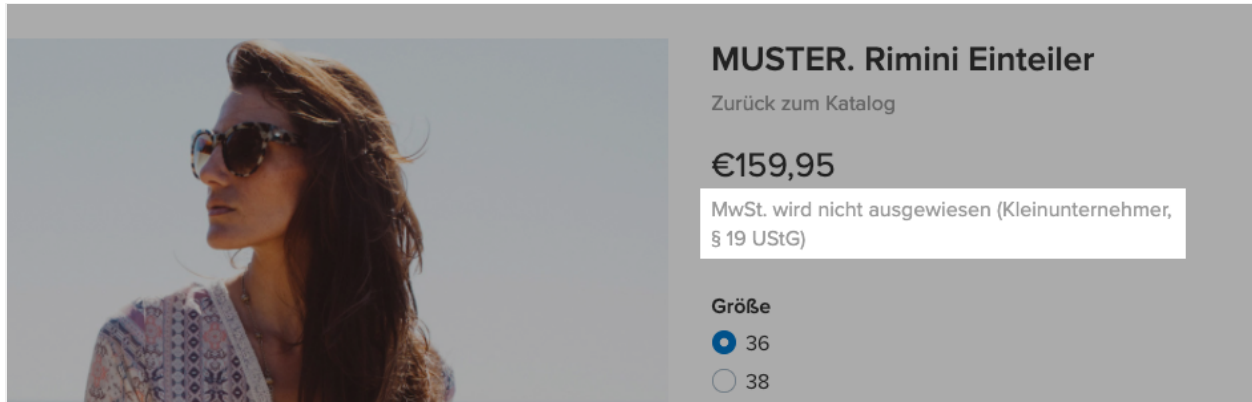 MUSTER. Rimini Einteiler
Zurück zum Katalog
€159,95
MwSt. wird nicht ausgewiesen (Kleinunternehmer,
§ 19 UStG)
Größe
36
38